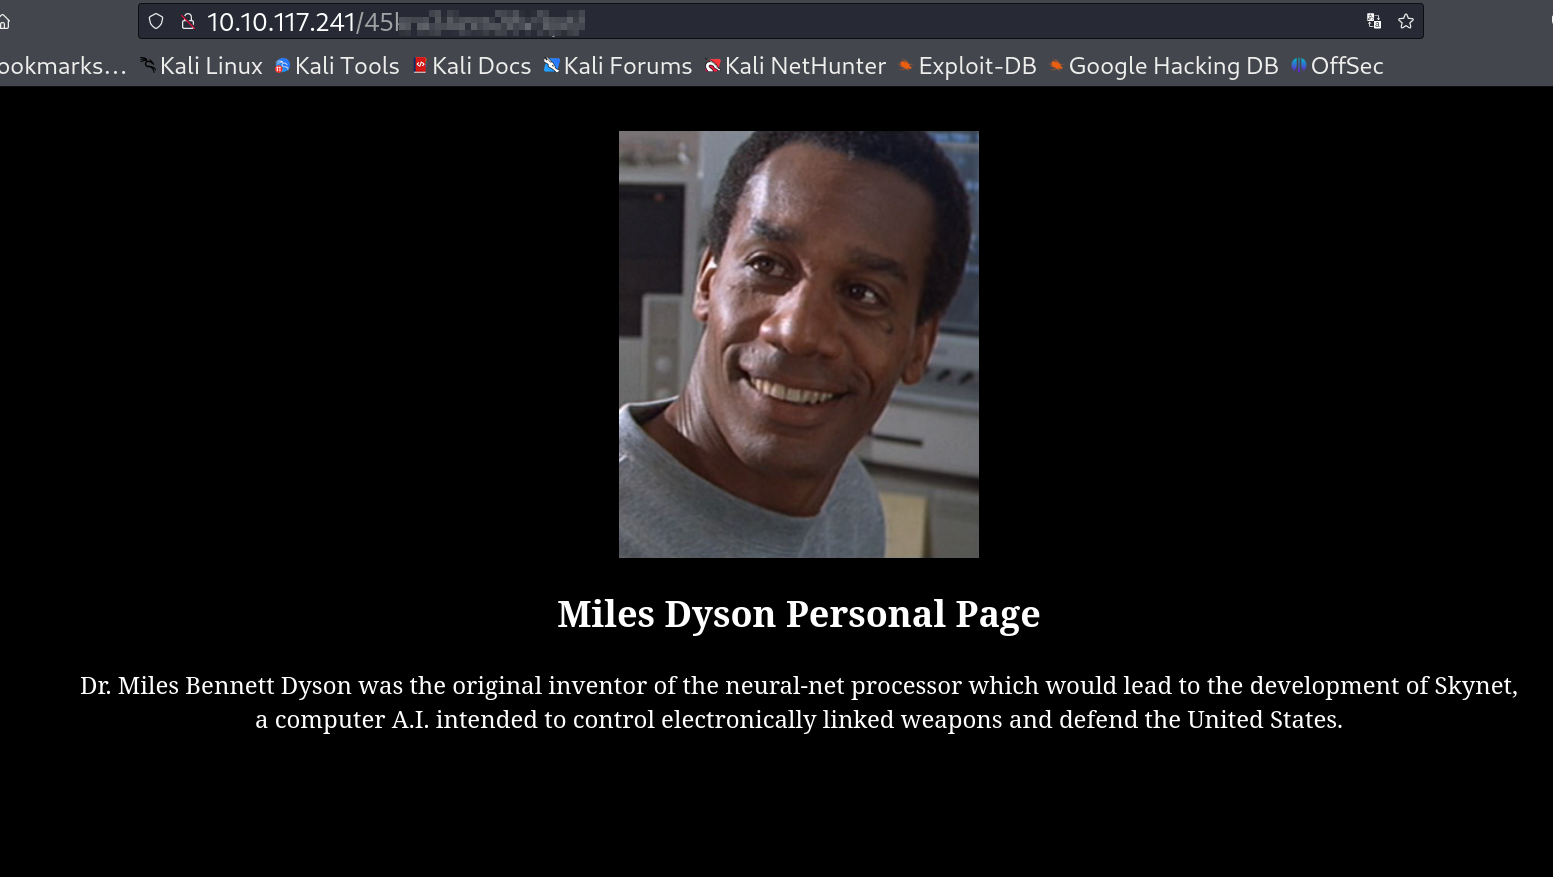 10.10.117.241/45
ookmarks... Kali Linux Kali Tools Kali Docs Kali Forums Kali NetHunter Exploit-DB Google Hacking DB OffSec
Miles Dyson Personal Page
Dr. Miles Bennett Dyson was the original inventor of the neural-net processor which would lead to the development of Skynet,
a computer A.I. intended to control electronically linked weapons and defend the United States.